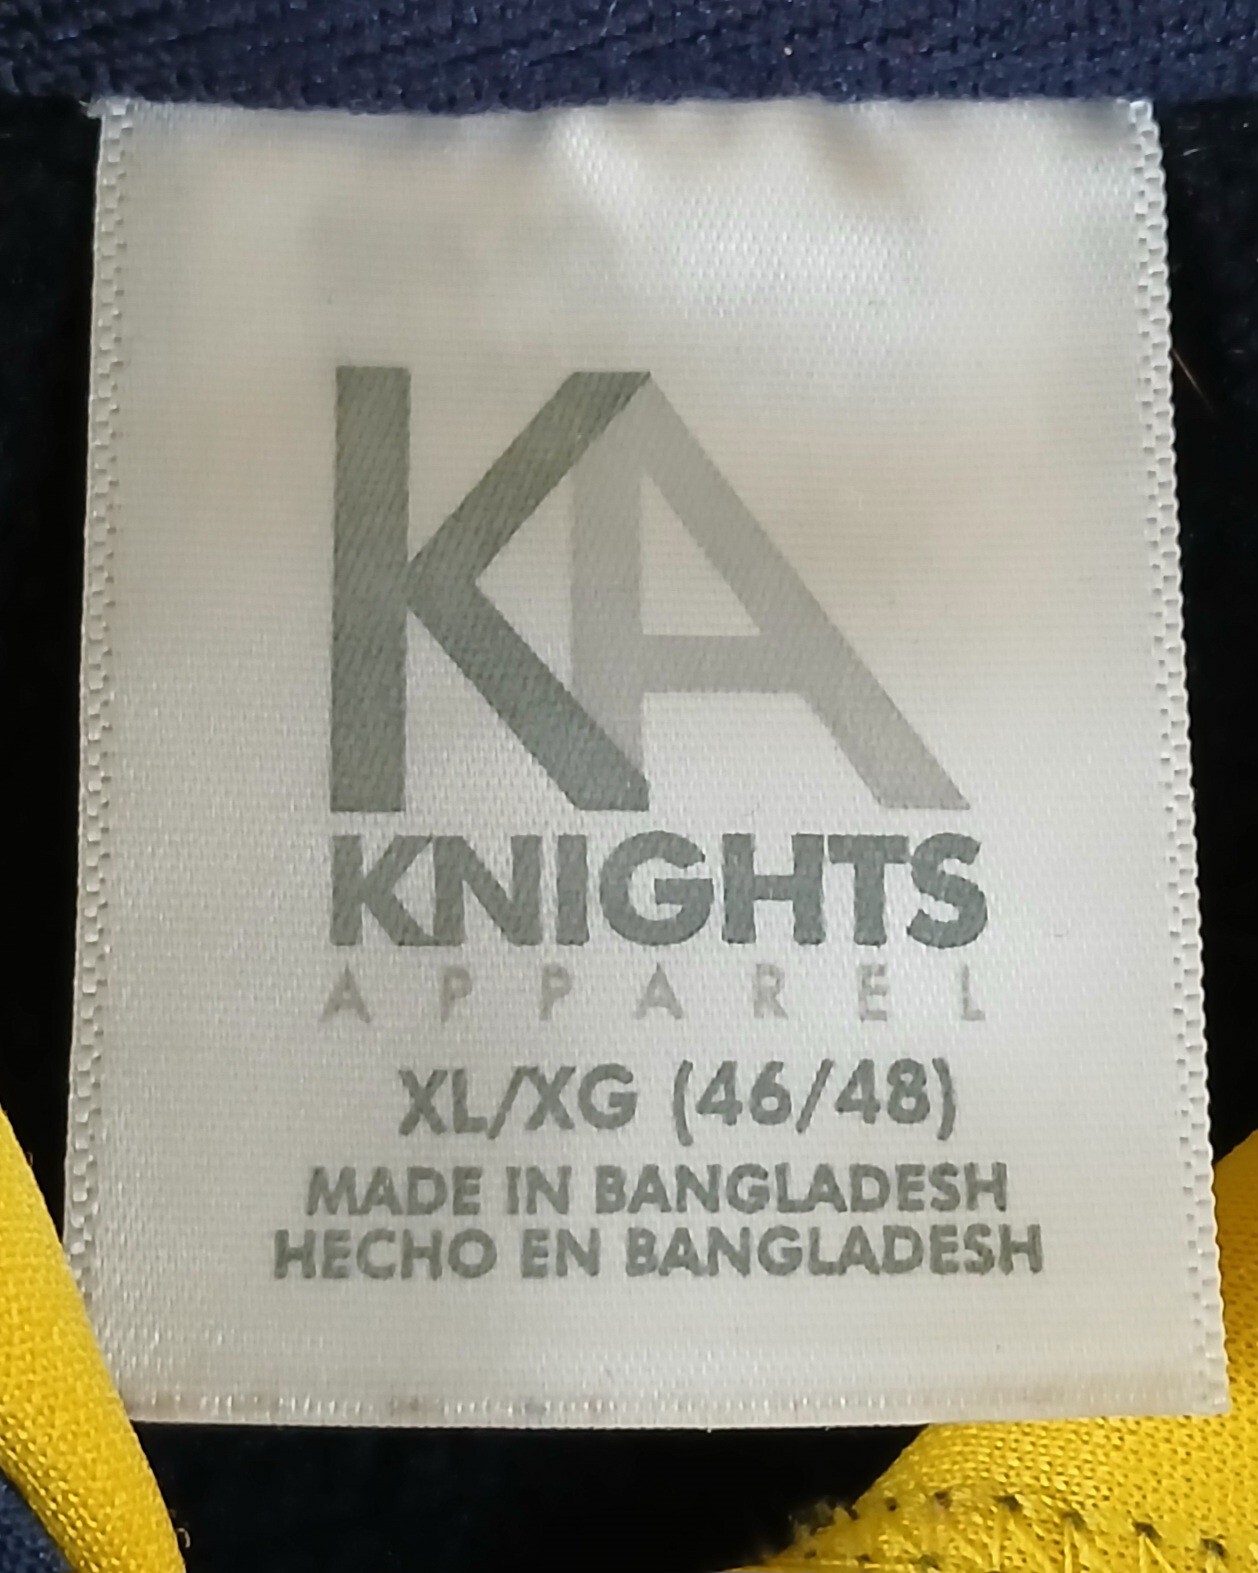 KA
KNIGHTS
APPAREL
XL/XG (46/48)
MADE IN BANGLADESH
HECHO EN BANGLADESH